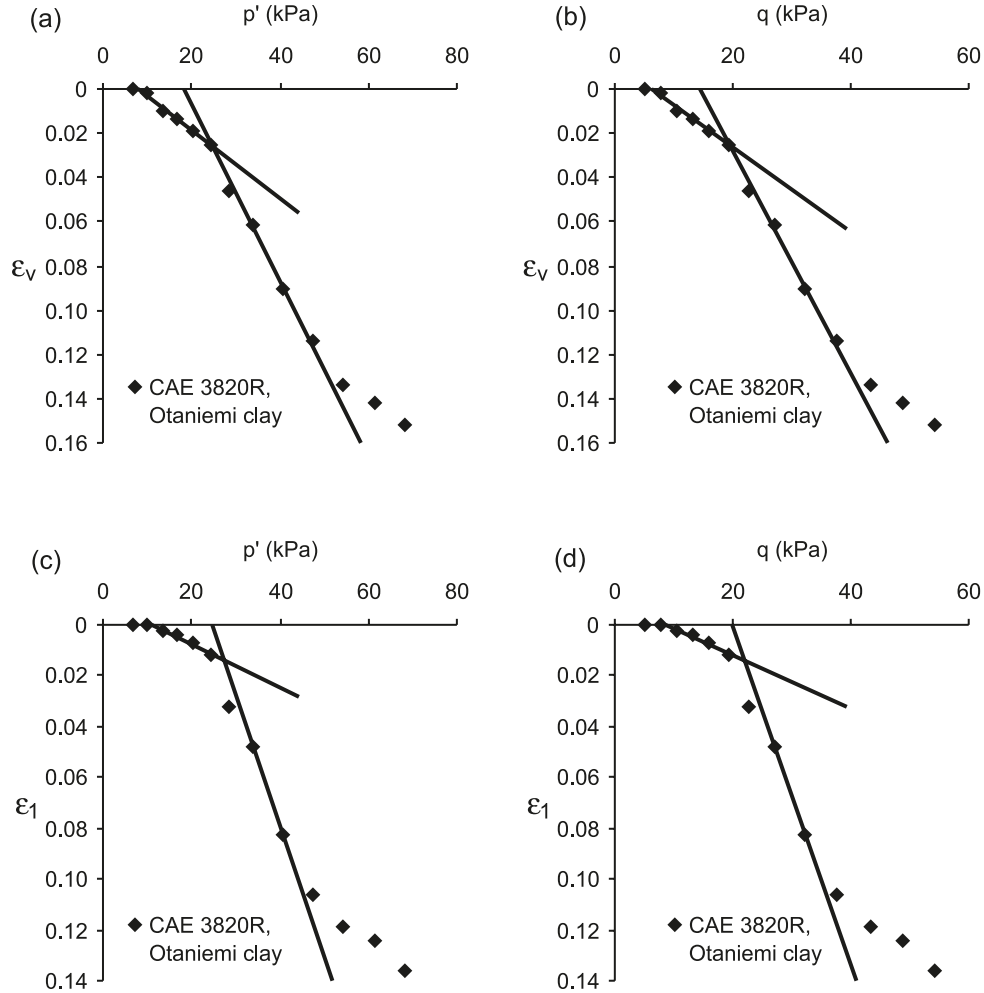 (a)
p' (kPa)
0 20 40 60 80
0
0.02
0.04
0.06
0.08
0.10
0.12
0.14
0.16
εv
CAE 3820R,
Otaniemi clay
(b)
q (kPa)
0 20 40 60
0
0.02
0.04
0.06
0.08
0.10
0.12
0.14
0.16
εv
CAE 3820R,
Otaniemi clay
(c)
p' (kPa)
0 20 40 60 80
0
0.02
0.04
0.06
0.08
0.10
0.12
0.14
ε1
CAE 3820R,
Otaniemi clay
(d)
q (kPa)
0 20 40 60
0
0.02
0.04
0.06
0.08
0.10
0.12
0.14
ε1
CAE 3820R,
Otaniemi clay